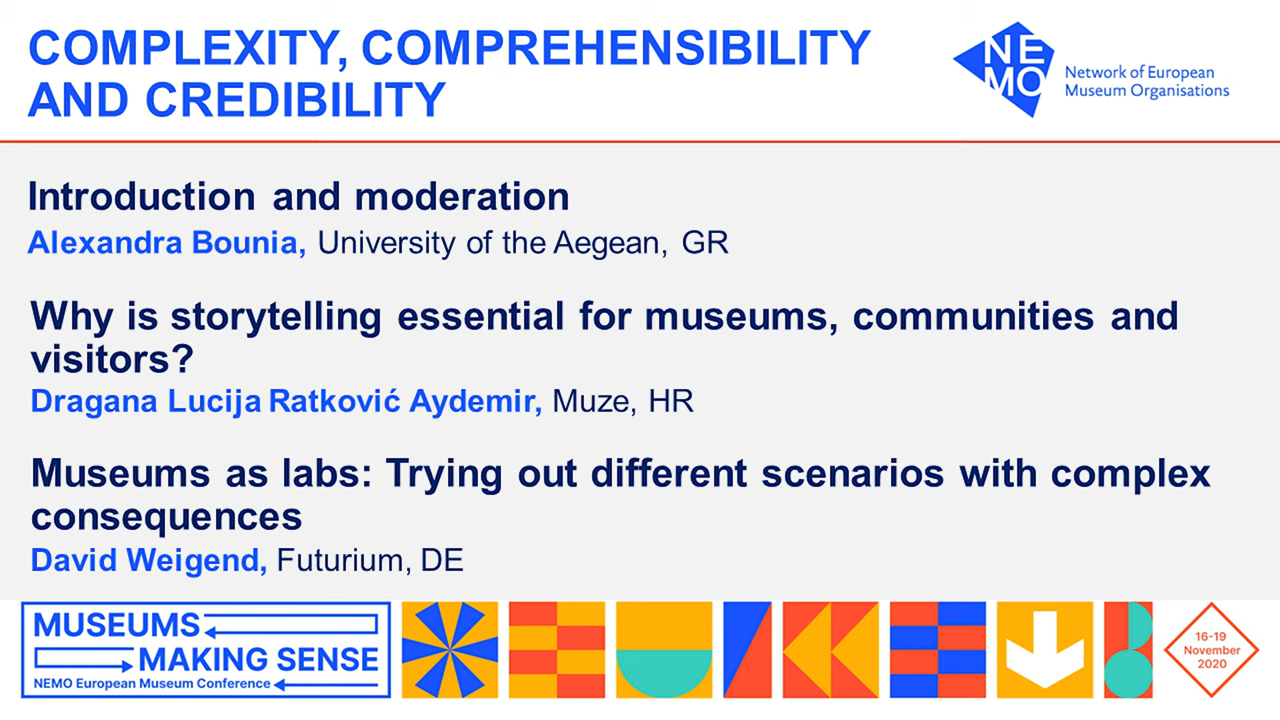 COMPLEXITY, COMPREHENSIBILITY
AND CREDIBILITY
NE
MO
Network of European
Museum Organisations
Introduction and moderation
Alexandra Bounia, University of the Aegean, GR
Why is storytelling essential for museums, communities and
visitors?
Dragana Lucija Ratković Aydemir, Muze, HR
Museums as labs: Trying out different scenarios with complex
consequences
David Weigend, Futurium, DE
MUSEUMS
MAKING SENSE
NEMO European Museum Conference
16-19
November
2020